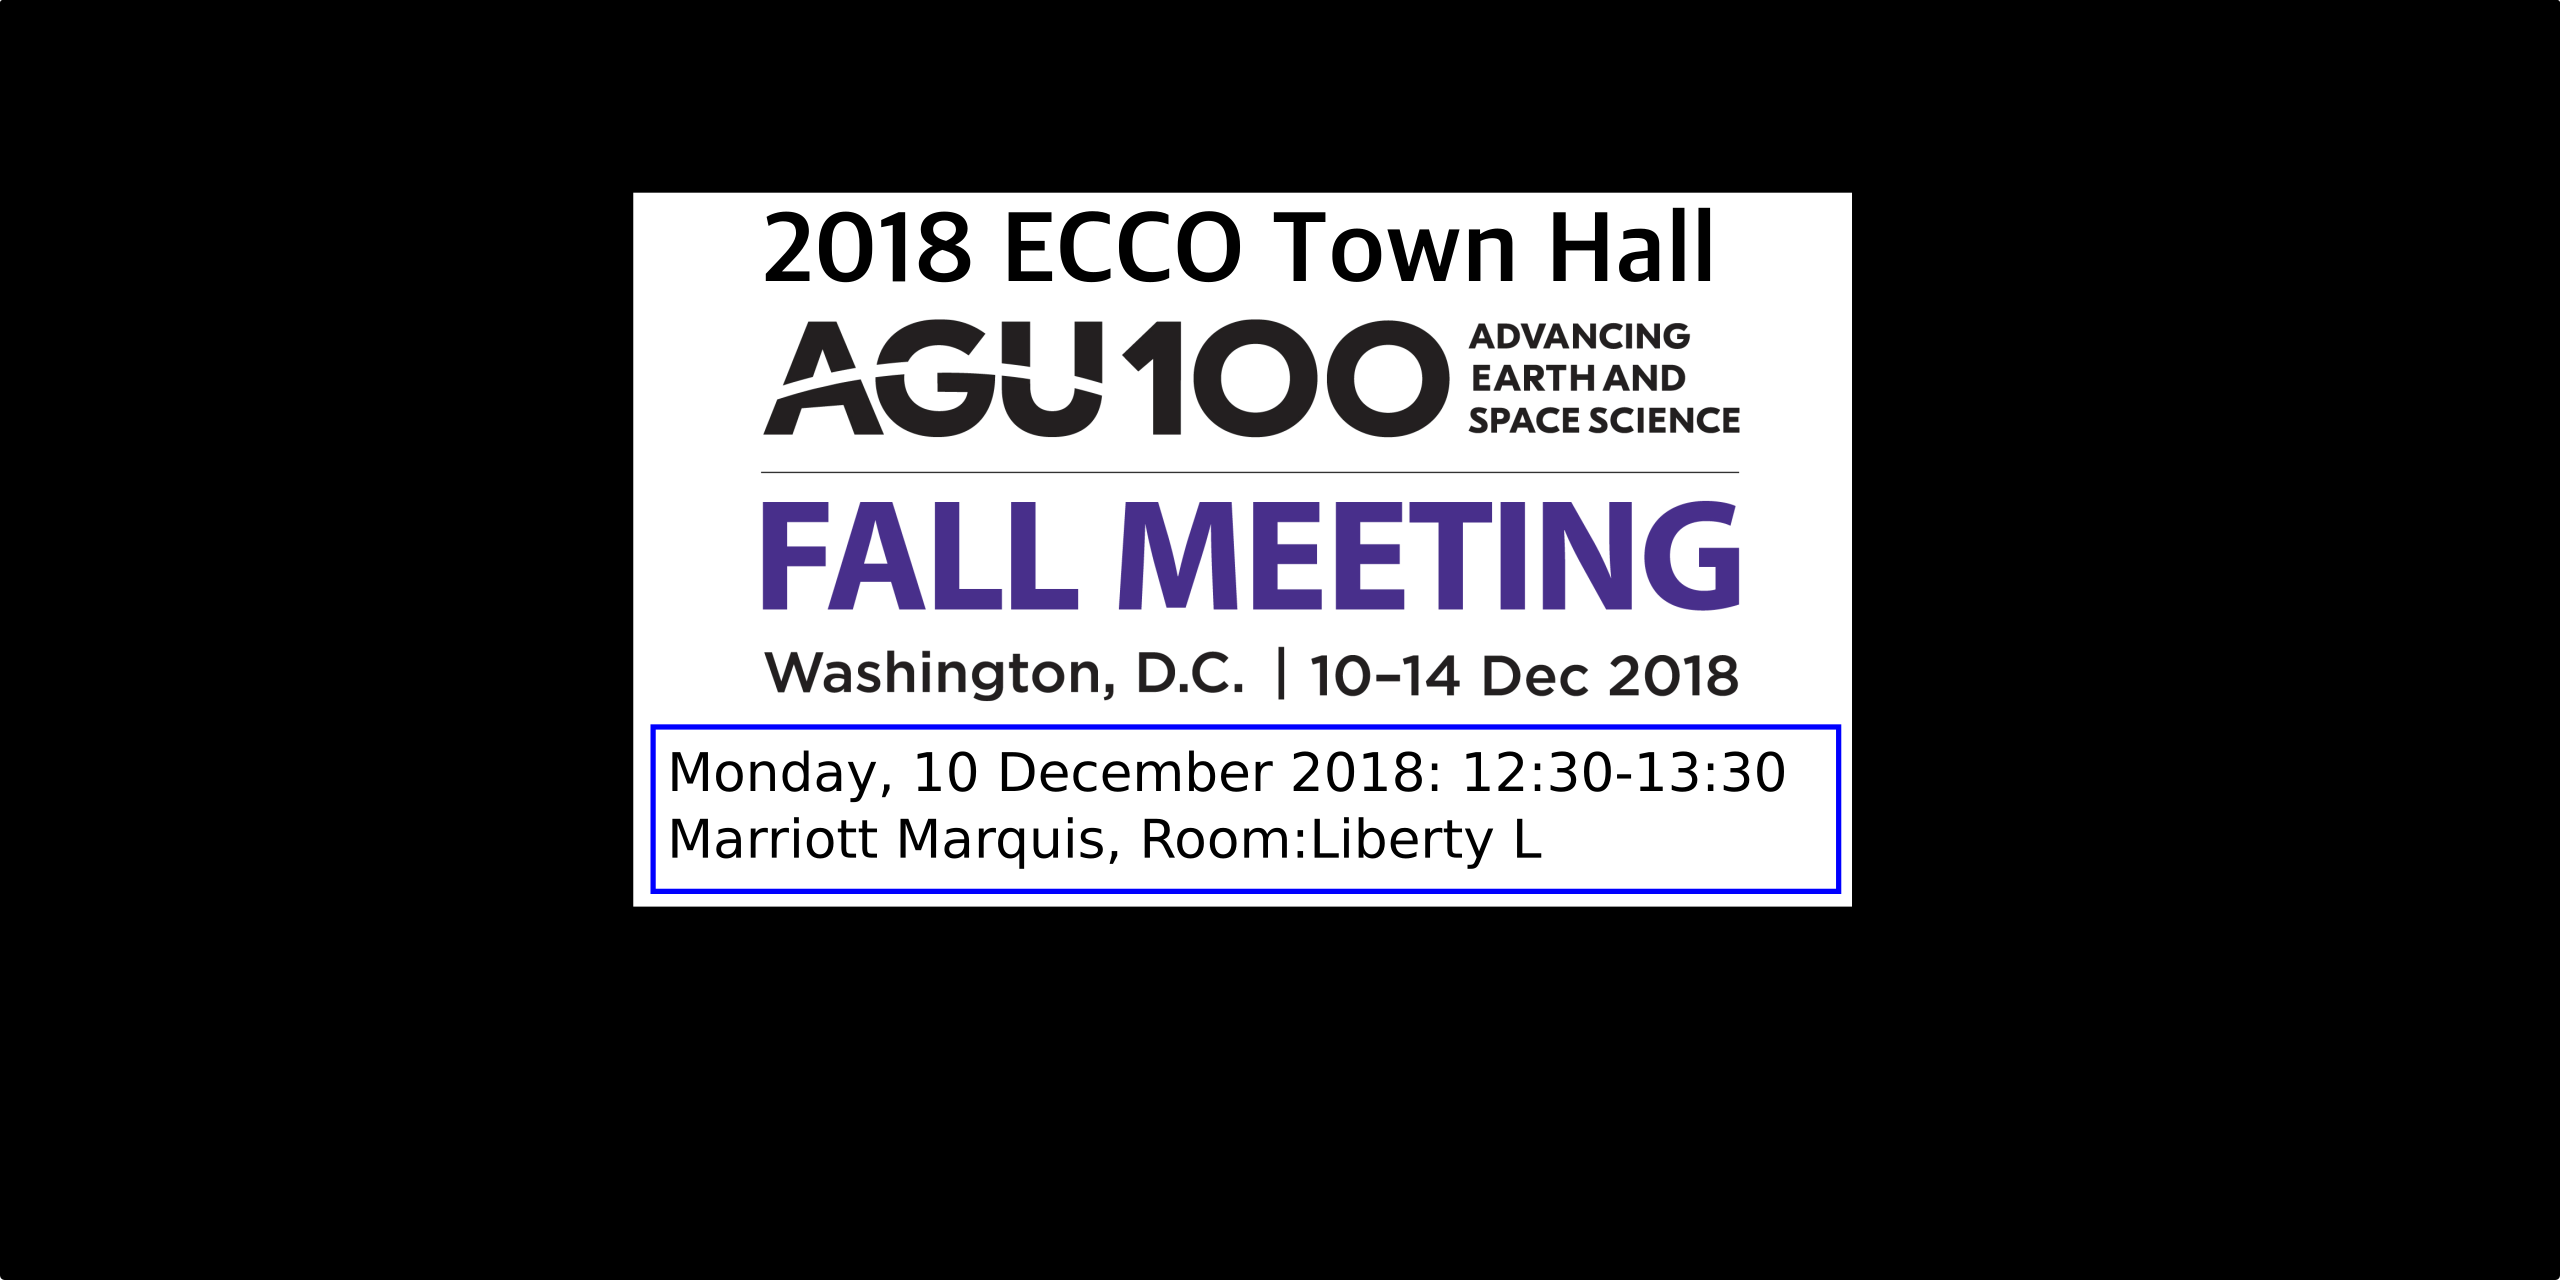 2018 ECCO Town Hall
AGU100
ADVANCING
EARTH AND
SPACE SCIENCE
FALL MEETING
Washington, D.C. | 10–14 Dec 2018
Monday, 10 December 2018: 12:30-13:30
Marriott Marquis, Room:Liberty L